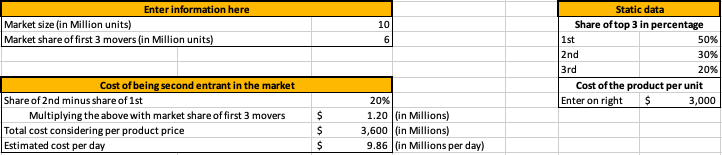 Enter information here
Market size (in Million units) 10
Market share of first 3 movers (in Million units) 6
Static data
Share of top 3 in percentage
1st 50%
2nd 30%
3rd 20%
Cost of the product per unit
Enter on right $ 3,000
Cost of being second entrant in the market
Share of 2nd minus share of 1st 20%
Multiplying the above with market share of first 3 movers $ 1.20 (in Millions)
Total cost considering per product price $ 3,600 (in Millions)
Estimated cost per day $ 9.86 (in Millions per day)